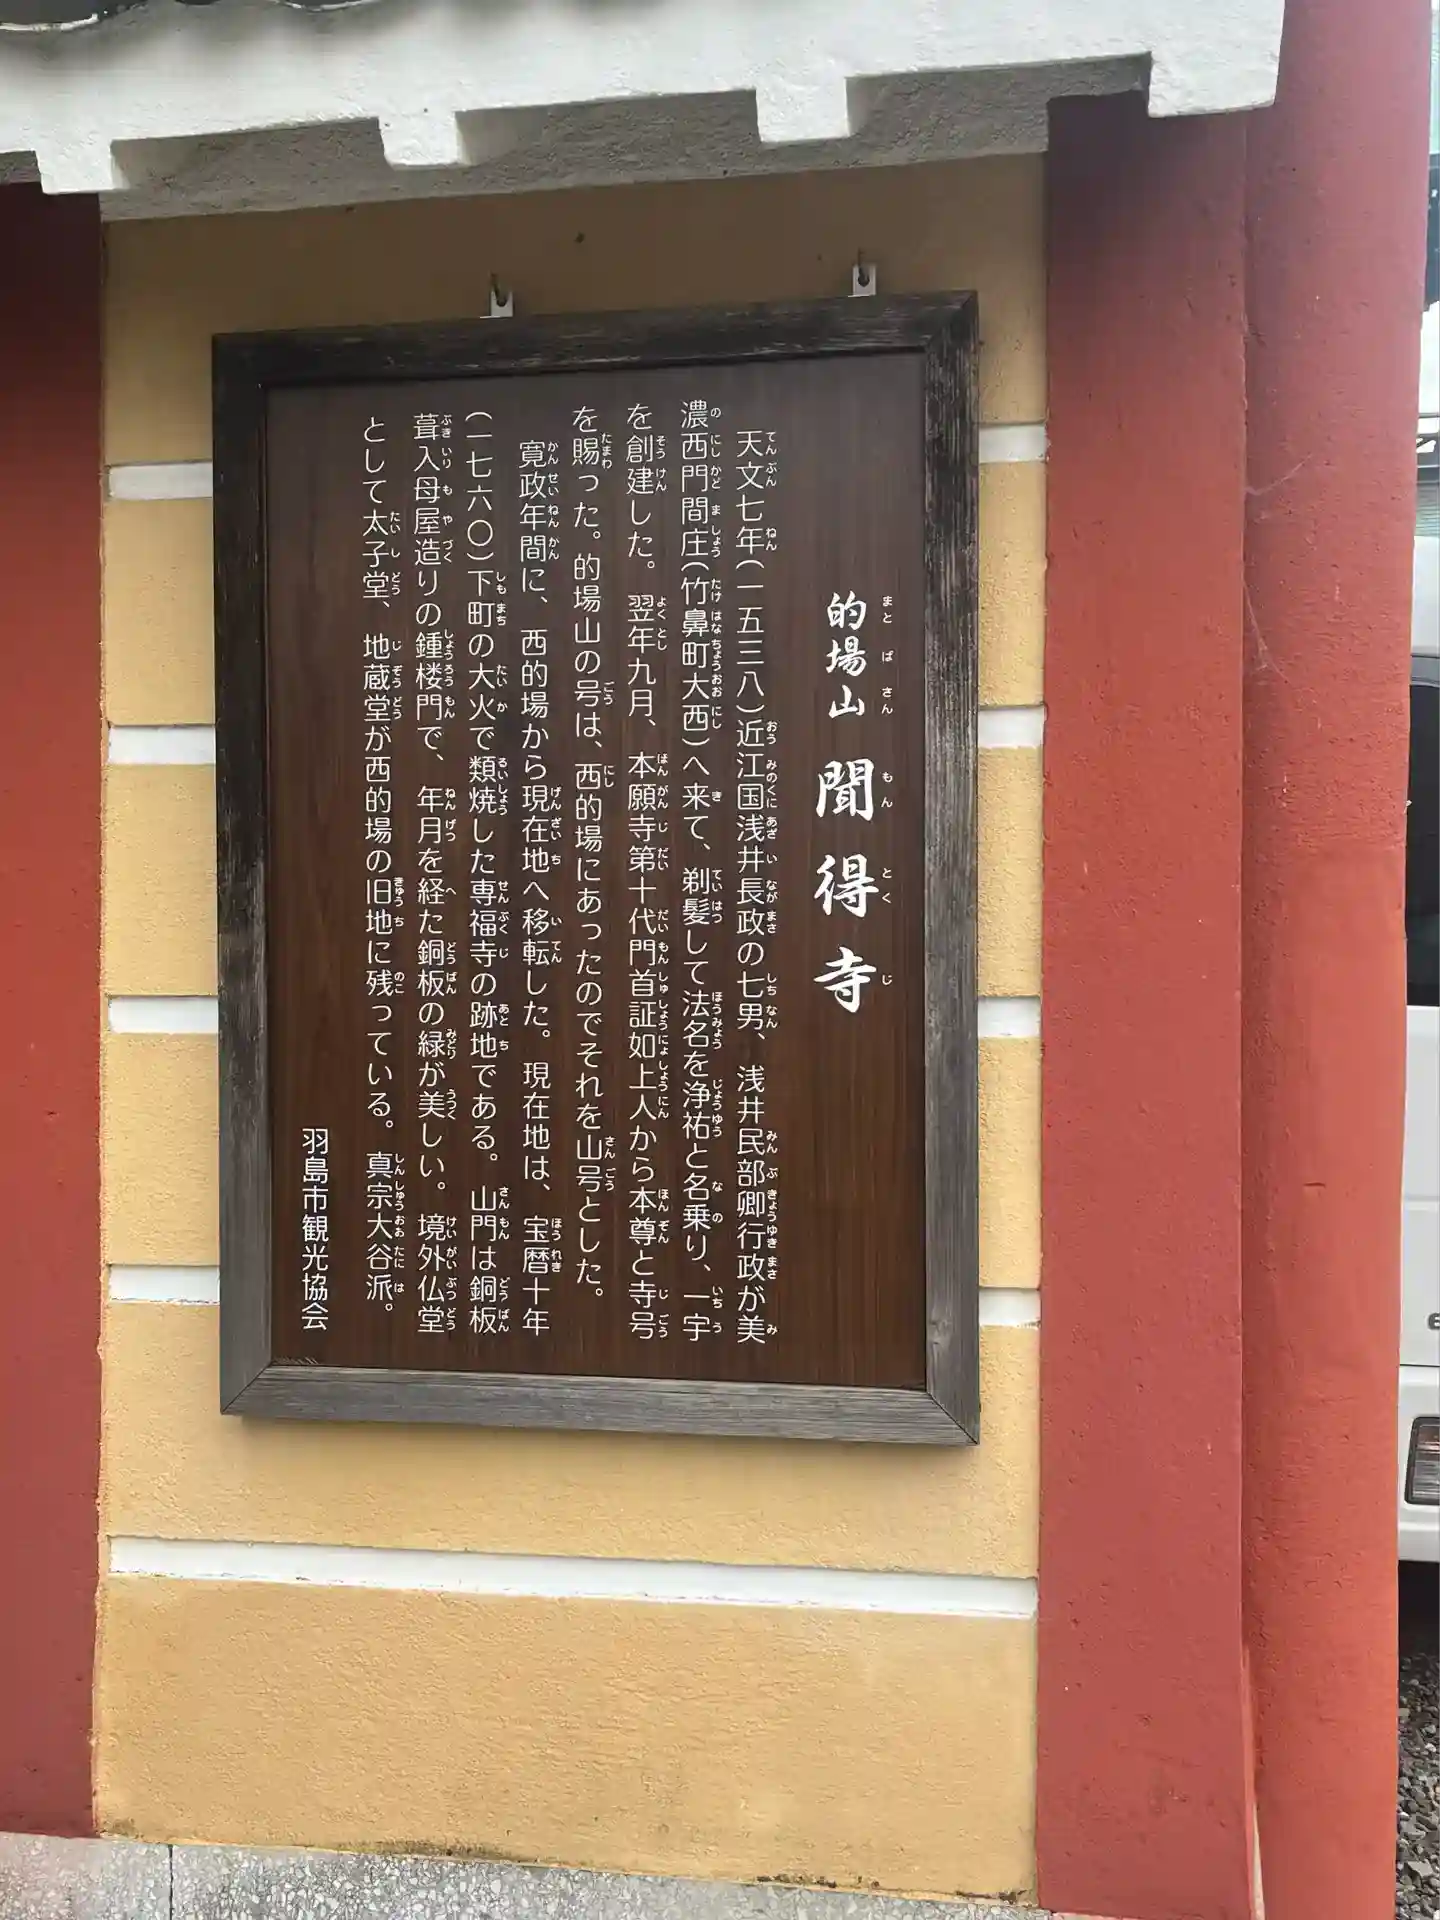 的場山 聞得寺
天文七年(一五三八)近江国浅井長政の七男、浅井民部卿行政が美
濃西門間庄(竹鼻町大西)へ来て、剃髪して法名を浄祐と名乗り、一宇
を創建した。翌年九月、本願寺第十代門首証如上人から本尊と寺号
を賜った。的場山の号は、西的場にあったのでそれを山号とした。
寛政年間に、西的場から現在地へ移転した。現在地は、宝暦十年
(一七六〇)下町の大火で類焼した専福寺の跡地である。山門は銅板
葺入母屋造りの鍾楼門で、年月を経た銅板の緑が美しい。境外仏堂
として太子堂、地蔵堂が西的場の旧地に残っている。真宗大谷派。
羽島市観光協会